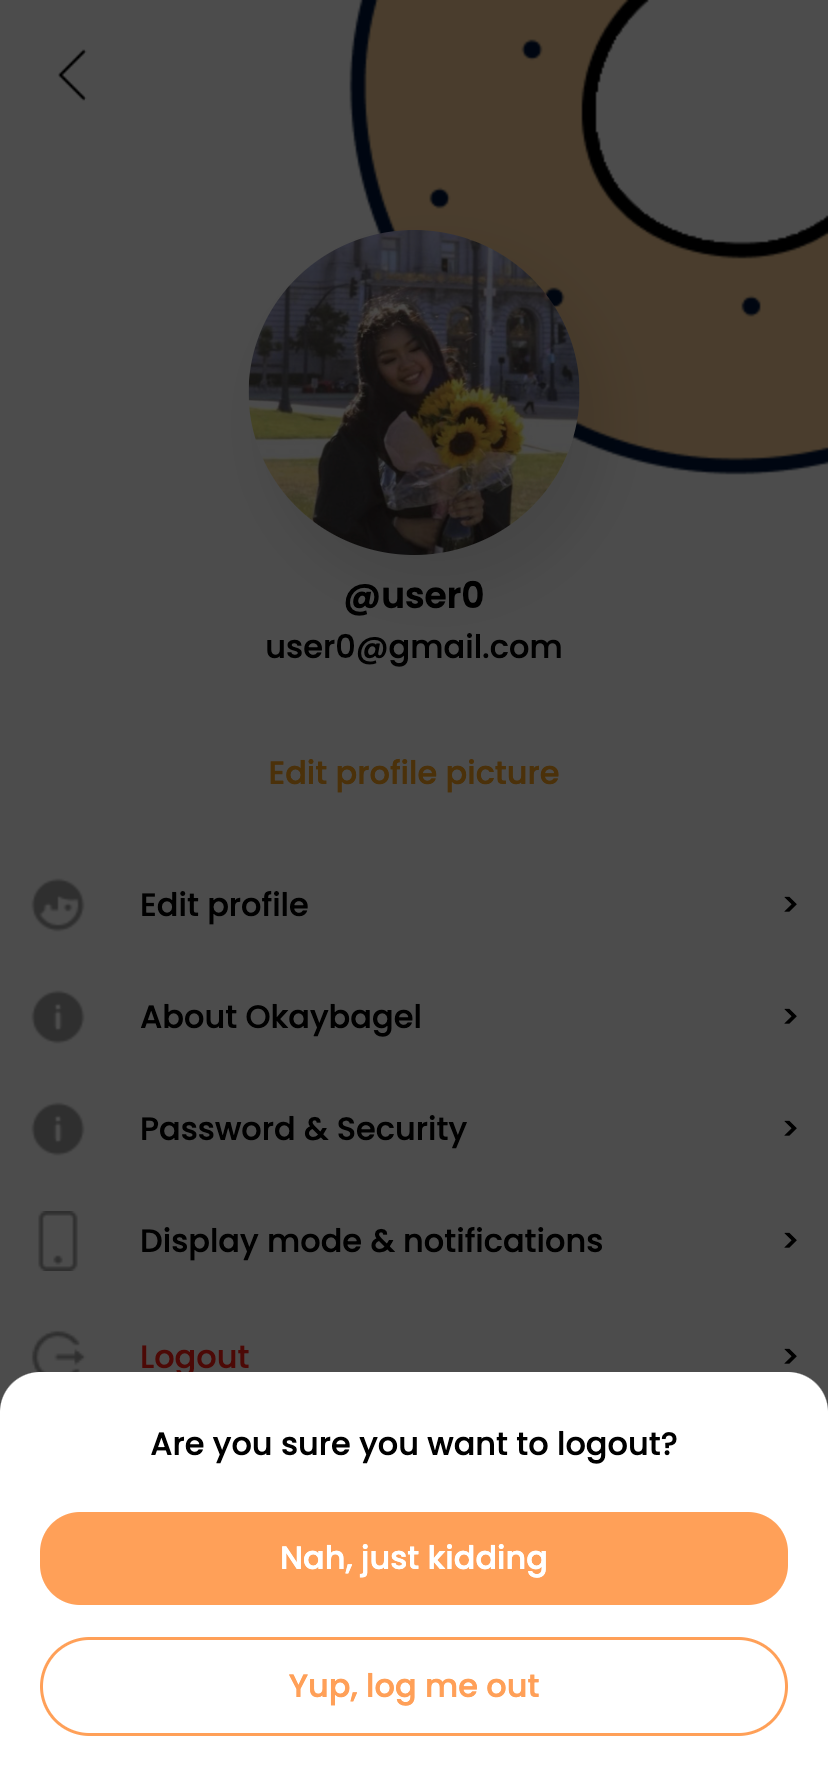 @user0
user0@gmail.com
Edit profile picture
Edit profile >
About Okaybagel >
Password & Security >
Display mode & notifications >
Logout >
Are you sure you want to logout?
Nah, just kidding
Yup, log me out